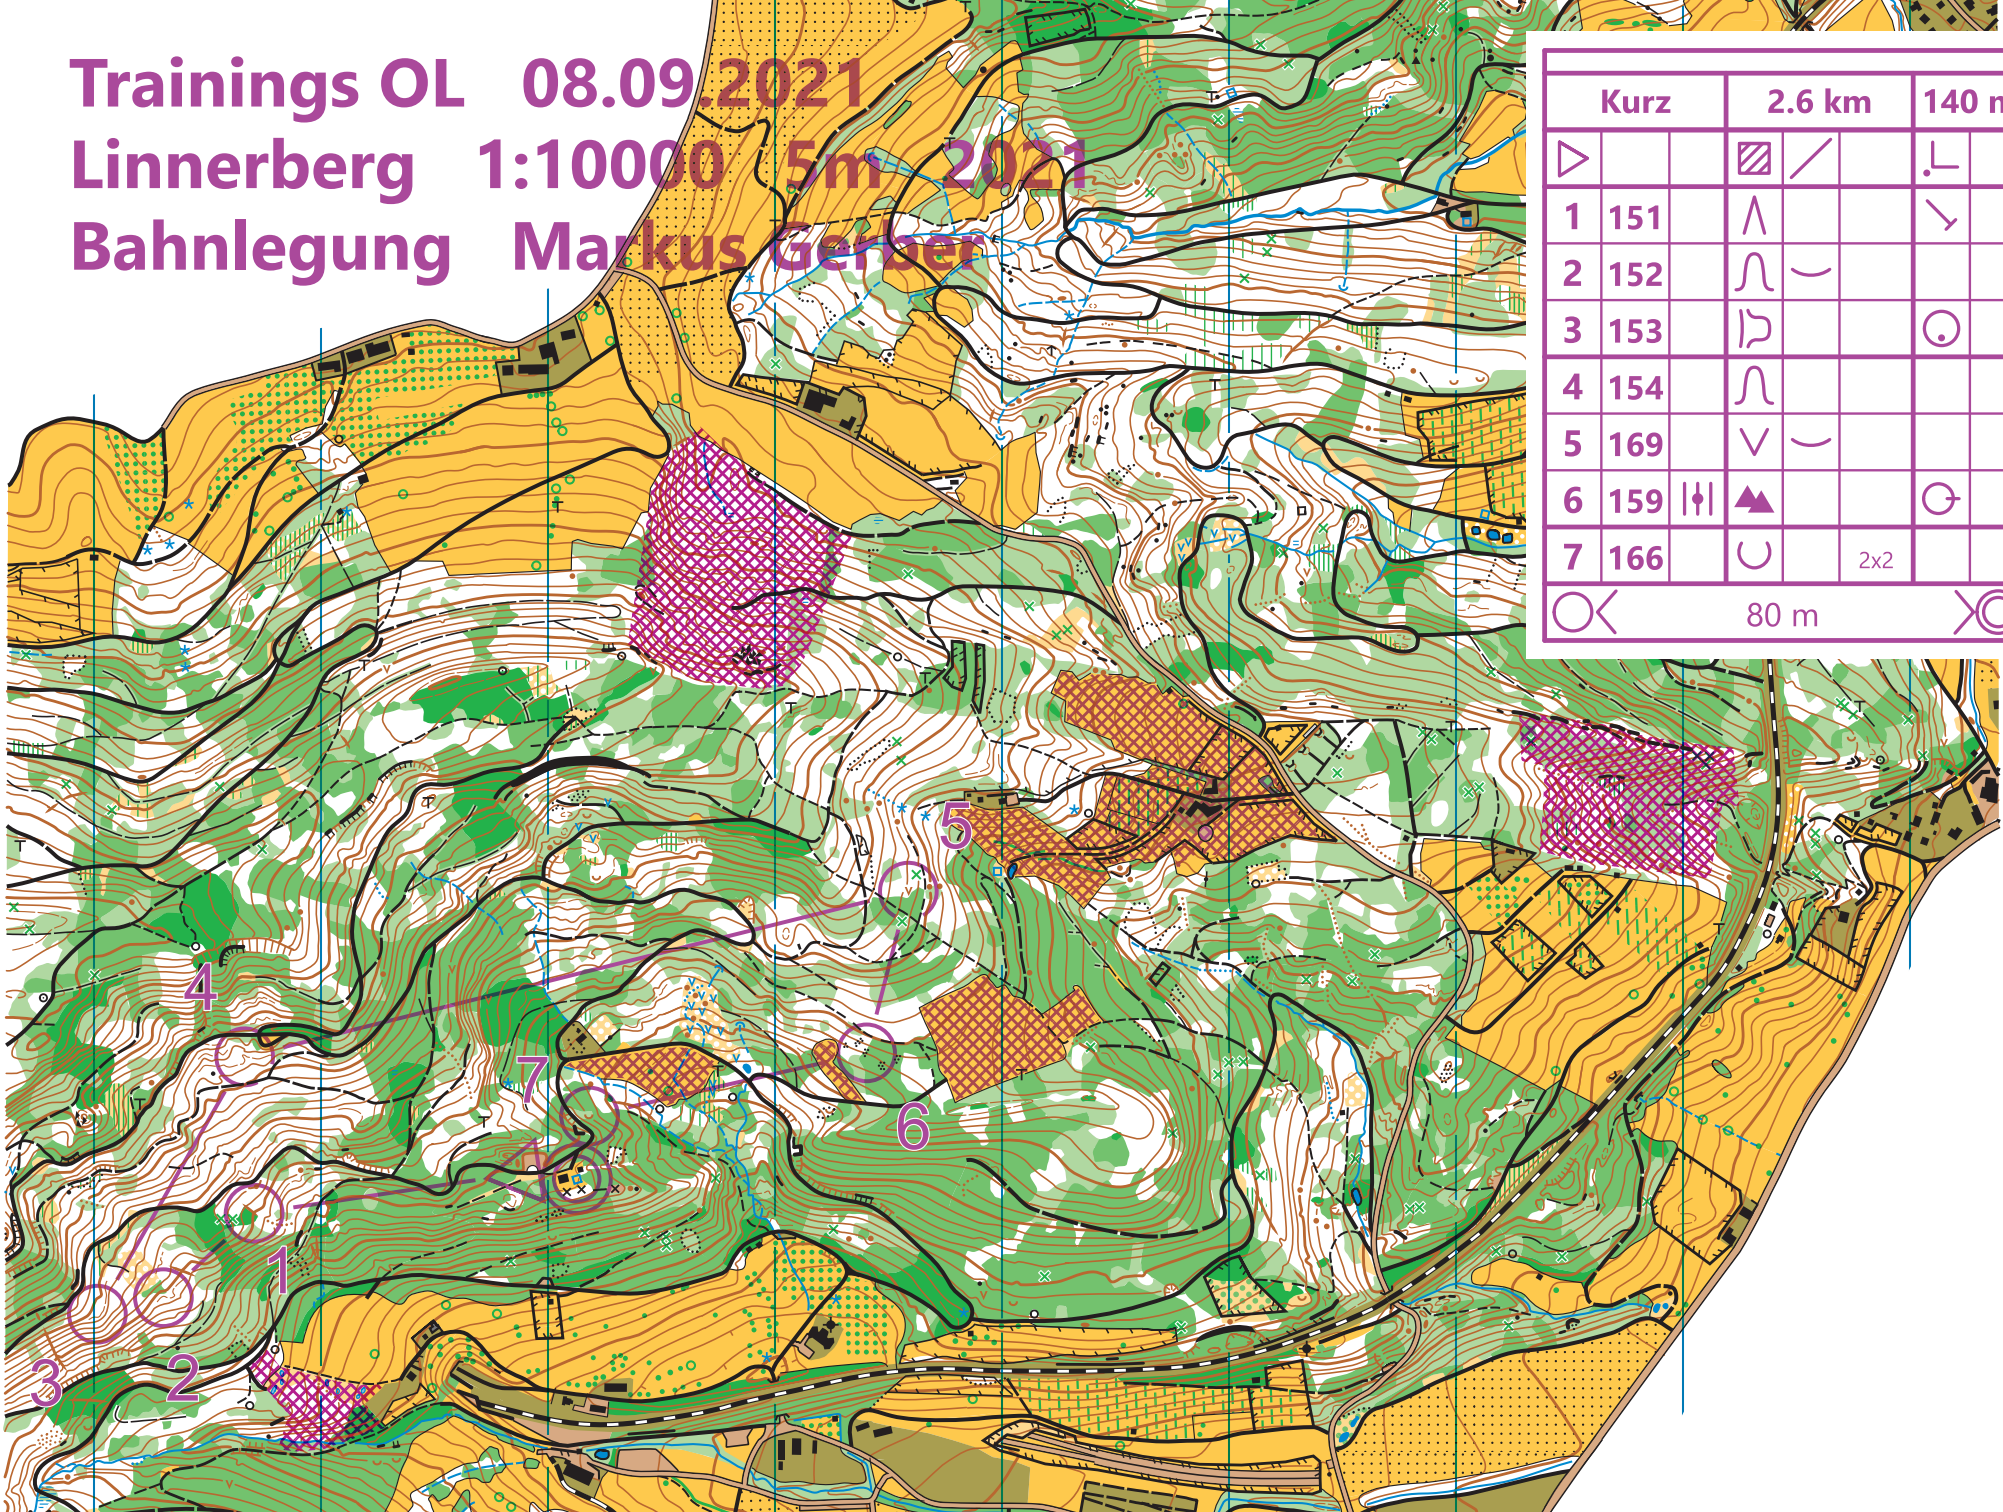 Trainings OL 08.09.2021
Linnerberg 1:10000 5m 2021
Bahnlegung Markus Gerber
Kurz 2.6 km 140 m
1 151
2 152
3 153
4 154
5 169
6 159
7 166 2x2
80 m
5
4
7
6
1
2
3